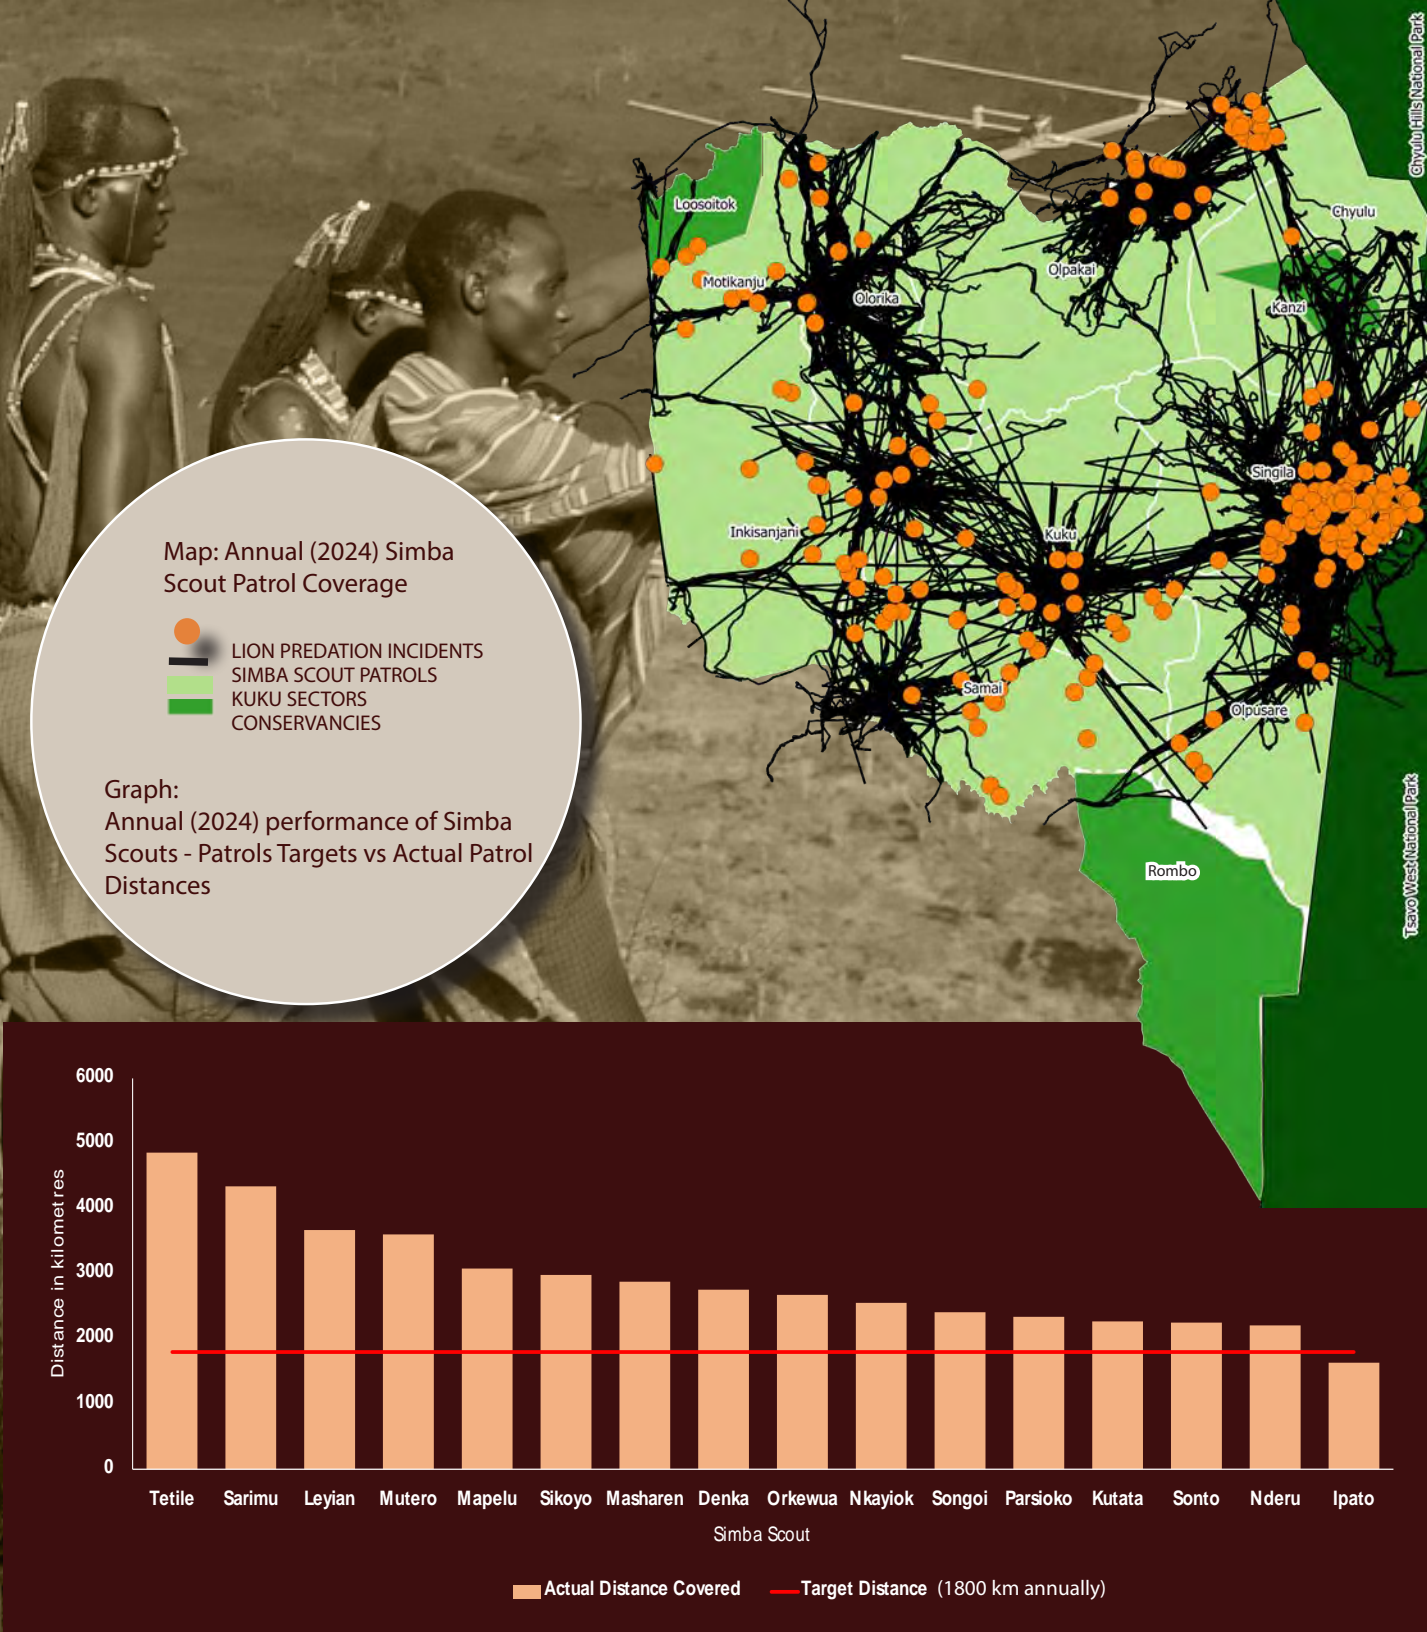 Chyulu Hills National Park
Loosoitok
Chyulu
Olpakai
Motikanju
Olorika
Kanzi
Singila
Inkisanjani
Kuku
Samai
Olpusare
Rombo
Tsavo West National Park
Map: Annual (2024) Simba
Scout Patrol Coverage
LION PREDATION INCIDENTS
SIMBA SCOUT PATROLS
KUKU SECTORS
CONSERVANCIES
Graph:
Annual (2024) performance of Simba
Scouts - Patrols Targets vs Actual Patrol
Distances
Distance in kilometres
6000
5000
4000
3000
2000
1000
0
Tetile Sarimu Leyian Mutero Mapelu Sikoyo Masharen Denka Orkewua Nkayiok Songoi Parsioko Kutata Sonto Nderu Ipato
Simba Scout
Actual Distance Covered Target Distance (1800 km annually)